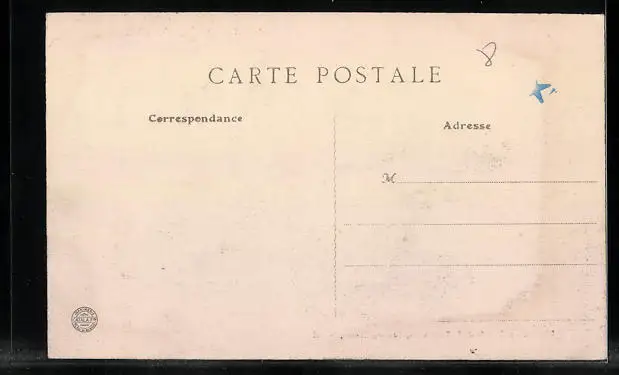 8
CARTE POSTALE
Correspondance
Adresse
M